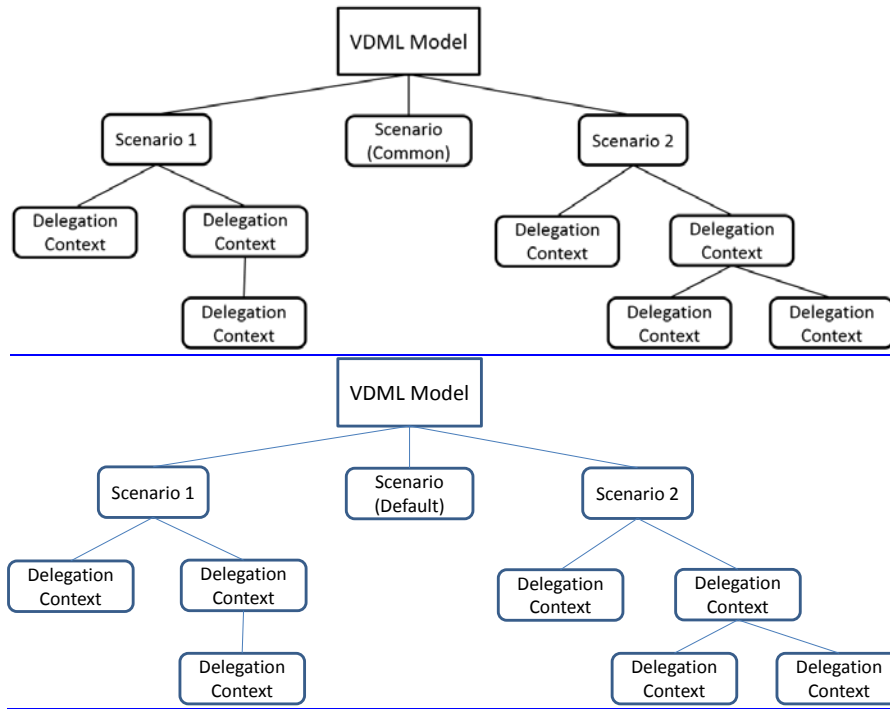 VDML Model
Scenario 1
Scenario
(Common)
Scenario 2
Delegation
Context
Delegation
Context
Delegation
Context
Delegation
Context
Delegation
Context
Delegation
Context
Delegation
Context
VDML Model
Scenario 1
Scenario
(Default)
Scenario 2
Delegation
Context
Delegation
Context
Delegation
Context
Delegation
Context
Delegation
Context
Delegation
Context
Delegation
Context